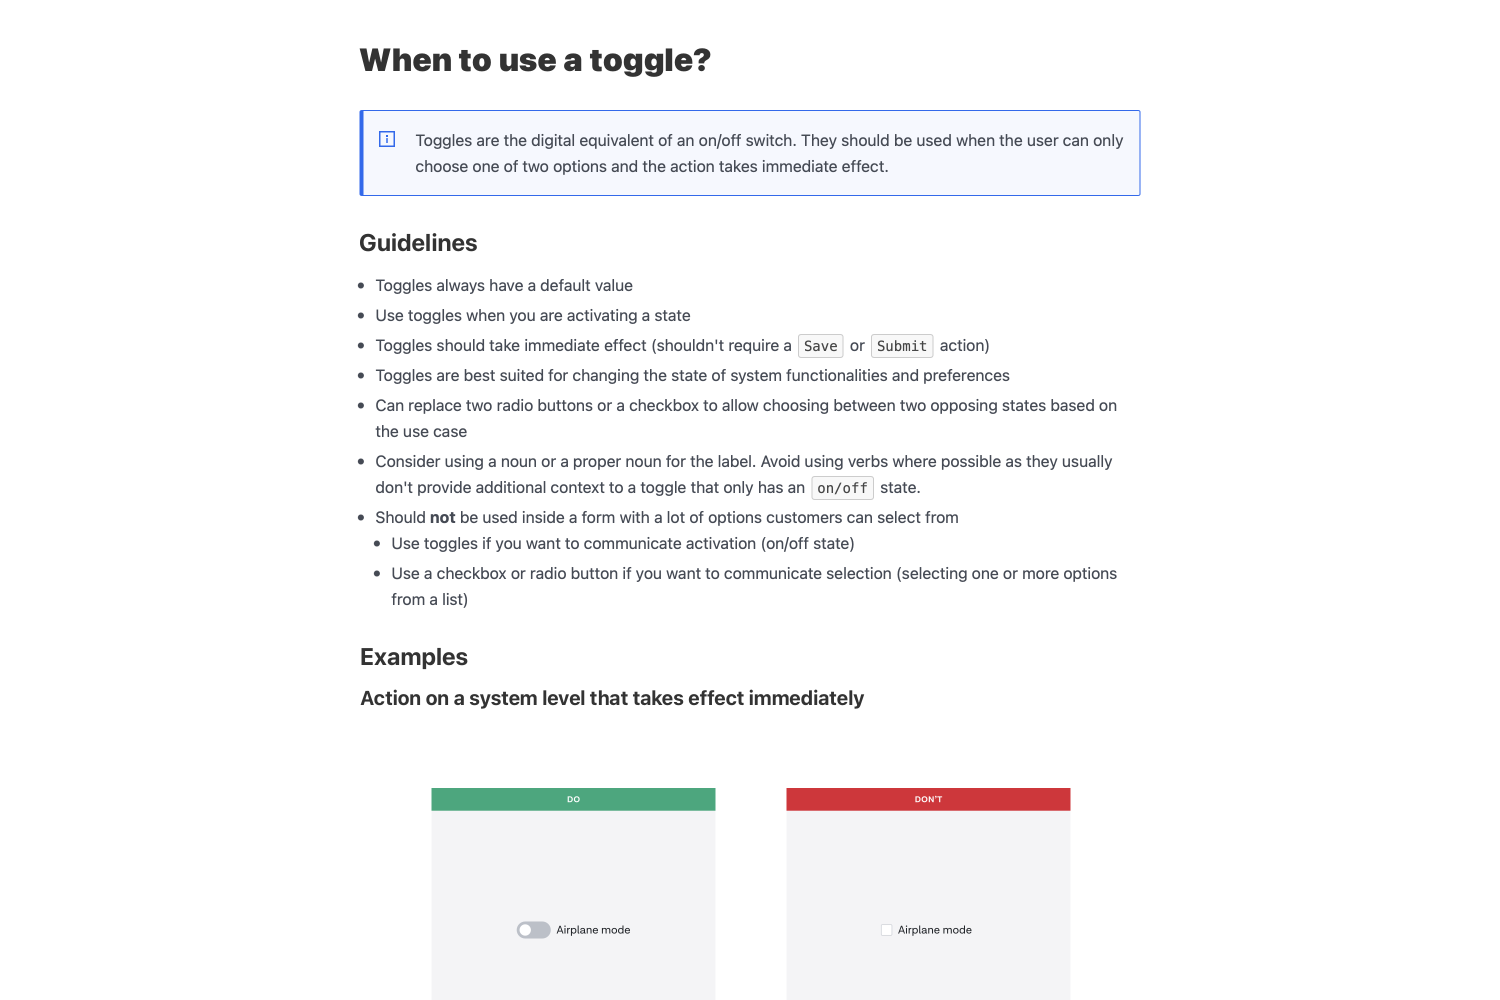 When to use a toggle?
Toggles are the digital equivalent of an on/off switch. They should be used when the user can only
choose one of two options and the action takes immediate effect.
Guidelines
Toggles always have a default value
Use toggles when you are activating a state
Toggles should take immediate effect (shouldn't require a Save or Submit action)
Toggles are best suited for changing the state of system functionalities and preferences
Can replace two radio buttons or a checkbox to allow choosing between two opposing states based on
the use case
Consider using a noun or a proper noun for the label. Avoid using verbs where possible as they usually
don't provide additional context to a toggle that only has an on/off state.
Should not be used inside a form with a lot of options customers can select from
Use toggles if you want to communicate activation (on/off state)
Use a checkbox or radio button if you want to communicate selection (selecting one or more options
from a list)
Examples
Action on a system level that takes effect immediately
DO
Airplane mode
DON'T
Airplane mode